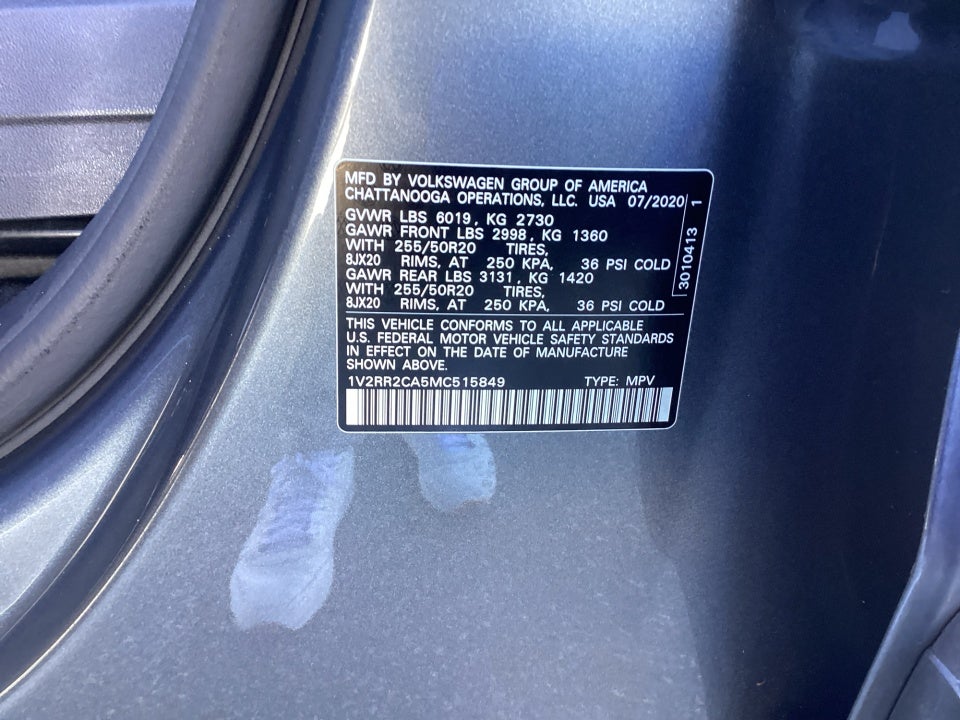 MFD BY VOLKSWAGEN GROUP OF AMERICA
CHATTANOOGA OPERATIONS, LLC. USA 07/2020
GVWR LBS 6019, KG 2730
GAWR FRONT LBS 2998, KG 1360
WITH 255/50R20 TIRES,
8JX20 RIMS, AT 250 KPA, 36 PSI COLD
GAWR REAR LBS 3131, KG 1420
WITH 255/50R20 TIRES,
8JX20 RIMS, AT 250 KPA, 36 PSI COLD
3010413 1
THIS VEHICLE CONFORMS TO ALL APPLICABLE
U.S. FEDERAL MOTOR VEHICLE SAFETY STANDARDS
IN EFFECT ON THE DATE OF MANUFACTURE
SHOWN ABOVE.
1V2RR2CA5MC515849 TYPE: MPV